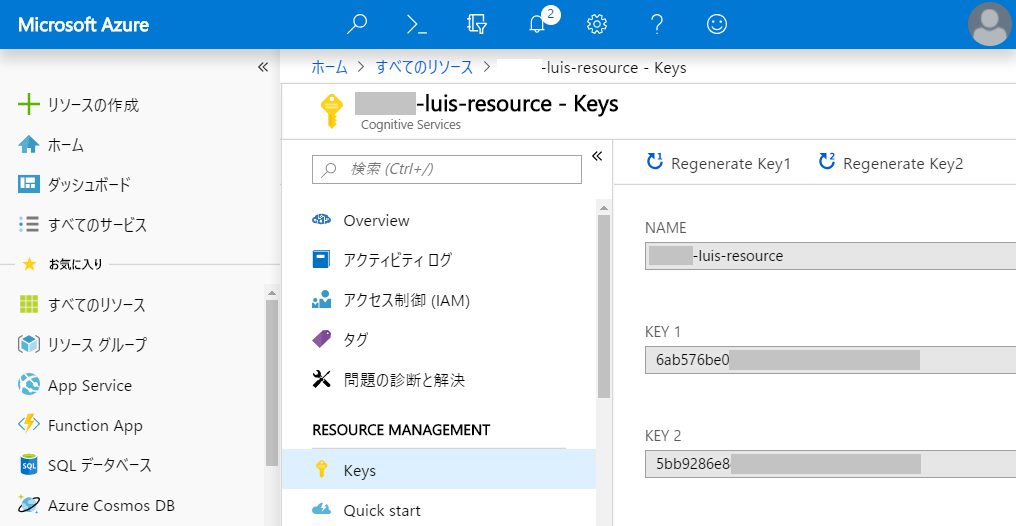 Microsoft Azure
2
ホーム > すべてのリソース > -luis-resource - Keys
リソースの作成
ホーム
ダッシュボード
すべてのサービス
お気に入り
すべてのリソース
リソース グループ
App Service
Function App
SQL データベース
Azure Cosmos DB
-luis-resource - Keys
Cognitive Services
検索 (Ctrl+/)
Overview
アクティビティ ログ
アクセス制御 (IAM)
タグ
問題の診断と解決
RESOURCE MANAGEMENT
Keys
Quick start
Regenerate Key1
Regenerate Key2
NAME
-luis-resource
KEY 1
6ab576be0
KEY 2
5bb9286e8